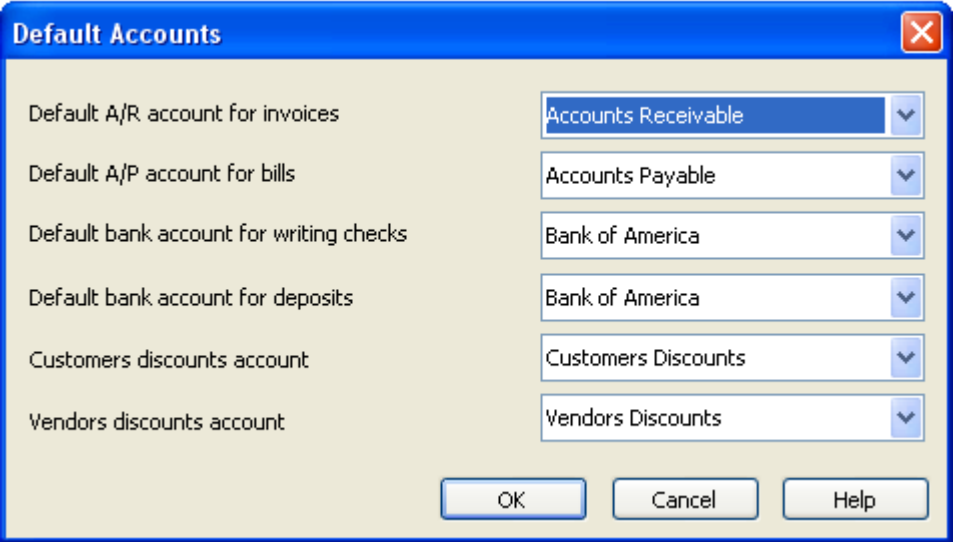 Default Accounts
Default A/R account for invoices Accounts Receivable
Default A/P account for bills Accounts Payable
Default bank account for writing checks Bank of America
Default bank account for deposits Bank of America
Customers discounts account Customers Discounts
Vendors discounts account Vendors Discounts
OK Cancel Help